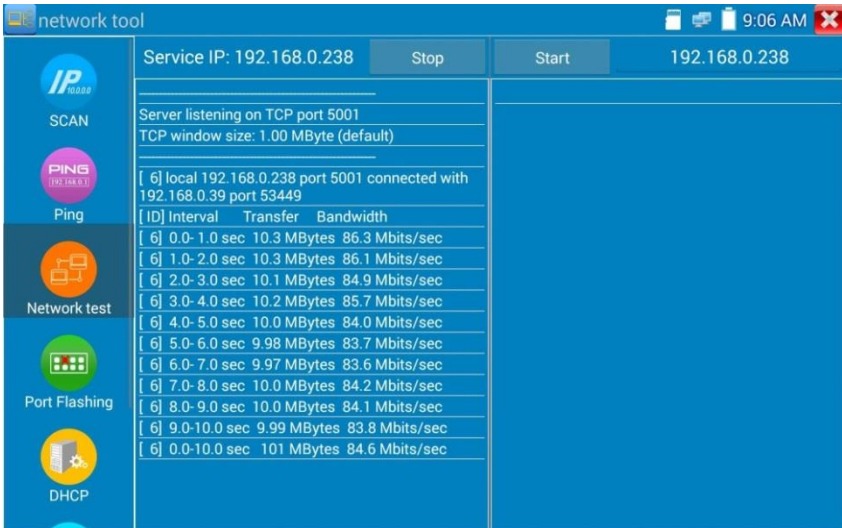 network tool
9:06 AM
IP
10.0.0.0
SCAN
PING
192.168.0.1
Ping
Network test
Port Flashing
DHCP
Service IP: 192.168.0.238
Stop
Start
192.168.0.238
Server listening on TCP port 5001
TCP window size: 1.00 MByte (default)
[ 6] local 192.168.0.238 port 5001 connected with
192.168.0.39 port 53449
[ ID] Interval Transfer Bandwidth
[ 6] 0.0- 1.0 sec 10.3 MBytes 86.3 Mbits/sec
[ 6] 1.0- 2.0 sec 10.3 MBytes 86.1 Mbits/sec
[ 6] 2.0- 3.0 sec 10.1 MBytes 84.9 Mbits/sec
[ 6] 3.0- 4.0 sec 10.2 MBytes 85.7 Mbits/sec
[ 6] 4.0- 5.0 sec 10.0 MBytes 84.0 Mbits/sec
[ 6] 5.0- 6.0 sec 9.98 MBytes 83.7 Mbits/sec
[ 6] 6.0- 7.0 sec 9.97 MBytes 83.6 Mbits/sec
[ 6] 7.0- 8.0 sec 10.0 MBytes 84.2 Mbits/sec
[ 6] 8.0- 9.0 sec 10.0 MBytes 84.1 Mbits/sec
[ 6] 9.0-10.0 sec 9.99 MBytes 83.8 Mbits/sec
[ 6] 0.0-10.0 sec 101 MBytes 84.6 Mbits/sec